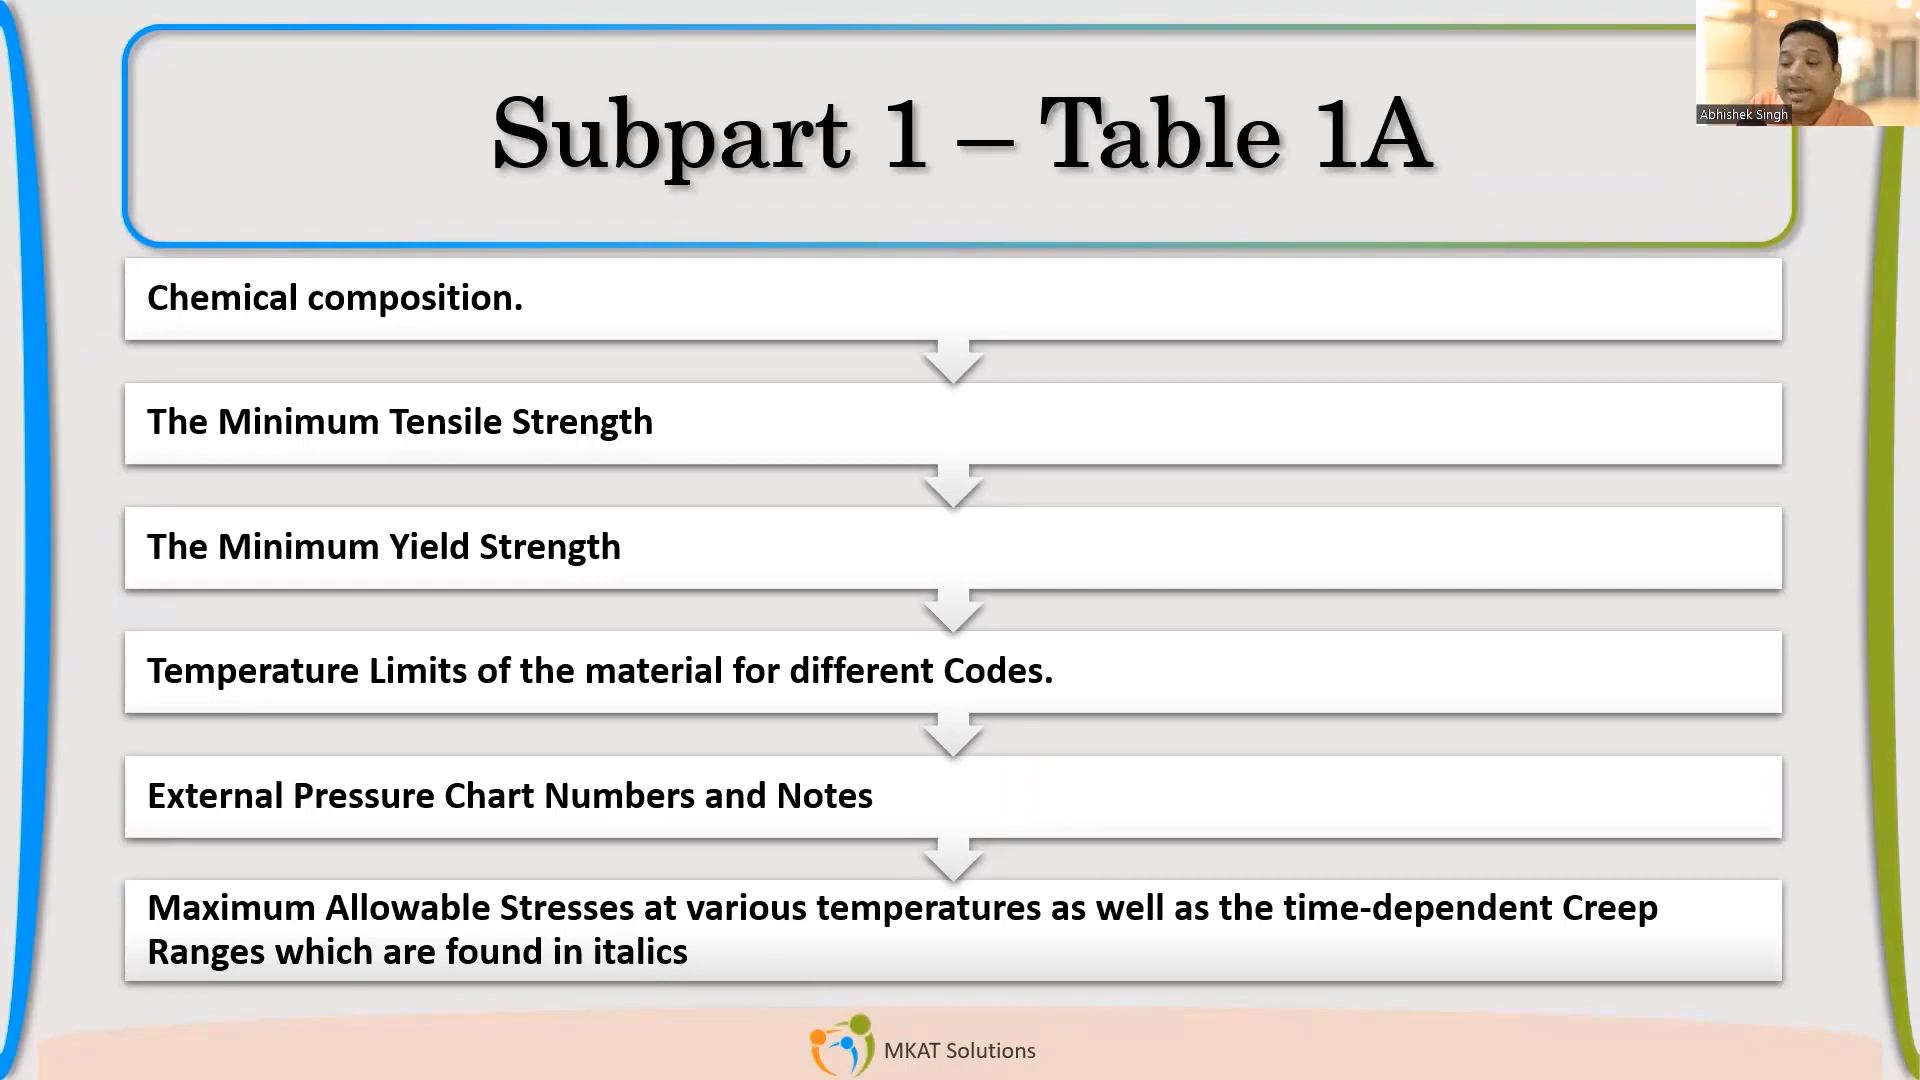 Subpart 1 – Table 1A
Abhishek Singh
Chemical composition.
The Minimum Tensile Strength
The Minimum Yield Strength
Temperature Limits of the material for different Codes.
External Pressure Chart Numbers and Notes
Maximum Allowable Stresses at various temperatures as well as the time-dependent Creep
Ranges which are found in italics
MKAT Solutions